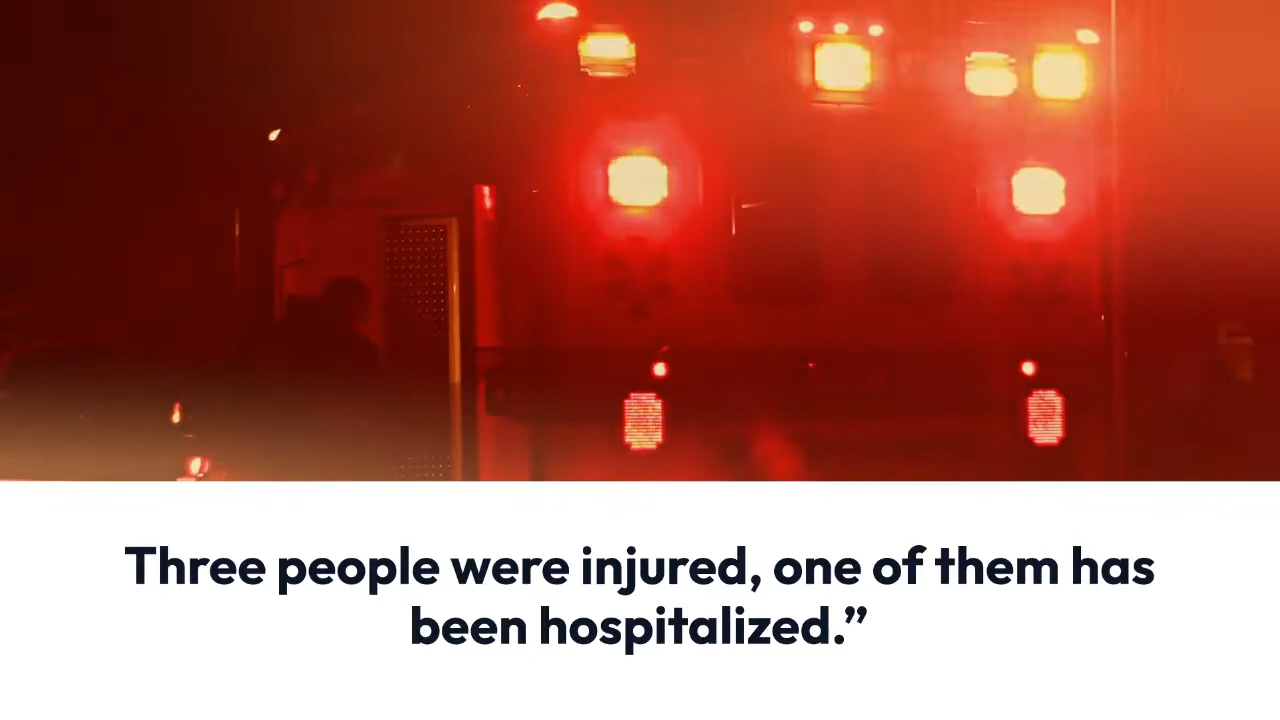 Three people were injured, one of them has
been hospitalized.”